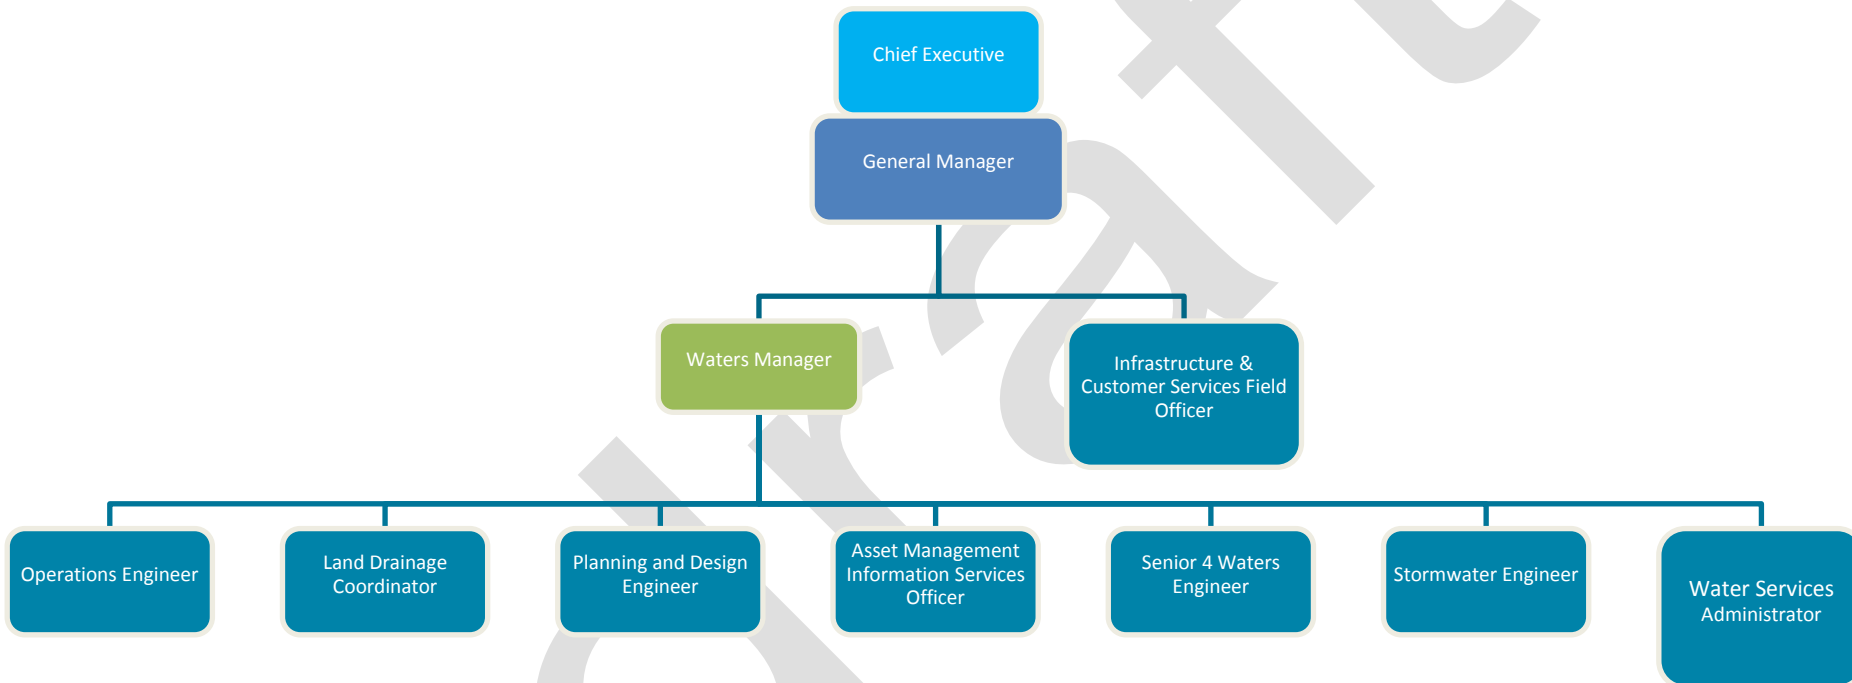 Chief Executive
General Manager
Waters Manager
Infrastructure &
Customer Services Field
Officer
Operations Engineer
Land Drainage
Coordinator
Planning and Design
Engineer
Asset Management
Information Services
Officer
Senior 4 Waters
Engineer
Stormwater Engineer
Water Services
Administrator
draft